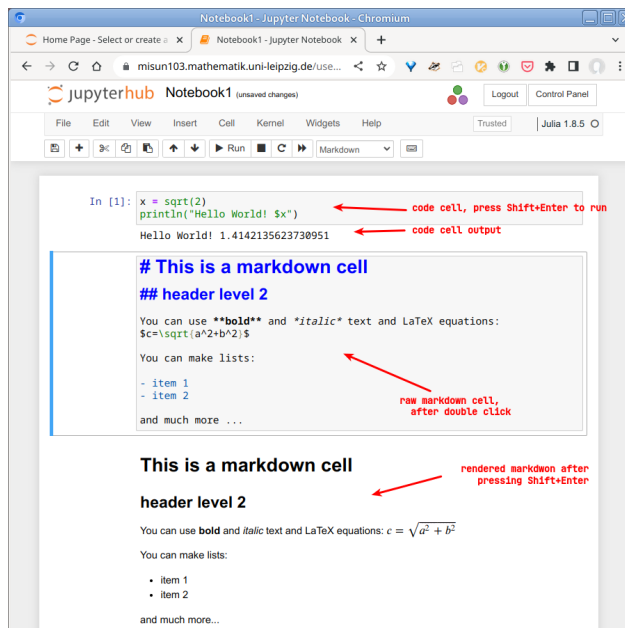 Notebook1 - Jupyter Notebook - Chromium
Home Page - Select or create a
Notebook1 - Jupyter Notebook
misun103.mathematik.uni-leipzig.de/use...
jupyterhub Notebook1 (unsaved changes) Logout Control Panel
File Edit View Insert Cell Kernel Widgets Help Trusted Julia 1.8.5
Run Markdown
In [1]: x = sqrt(2)
println("Hello World! $x")
code cell, press Shift+Enter to run
Hello World! 1.4142135623730951
code cell output
# This is a markdown cell
## header level 2
You can use **bold** and *italic* text and LaTeX equations:
$c=\sqrt{a^2+b^2}$
You can make lists:
- item 1
- item 2
and much more ...
raw markdown cell,
after double click
This is a markdown cell
rendered markdwon after
pressing Shift+Enter
header level 2
You can use bold and italic text and LaTeX equations: c = √a² + b²
You can make lists:
• item 1
• item 2
and much more...